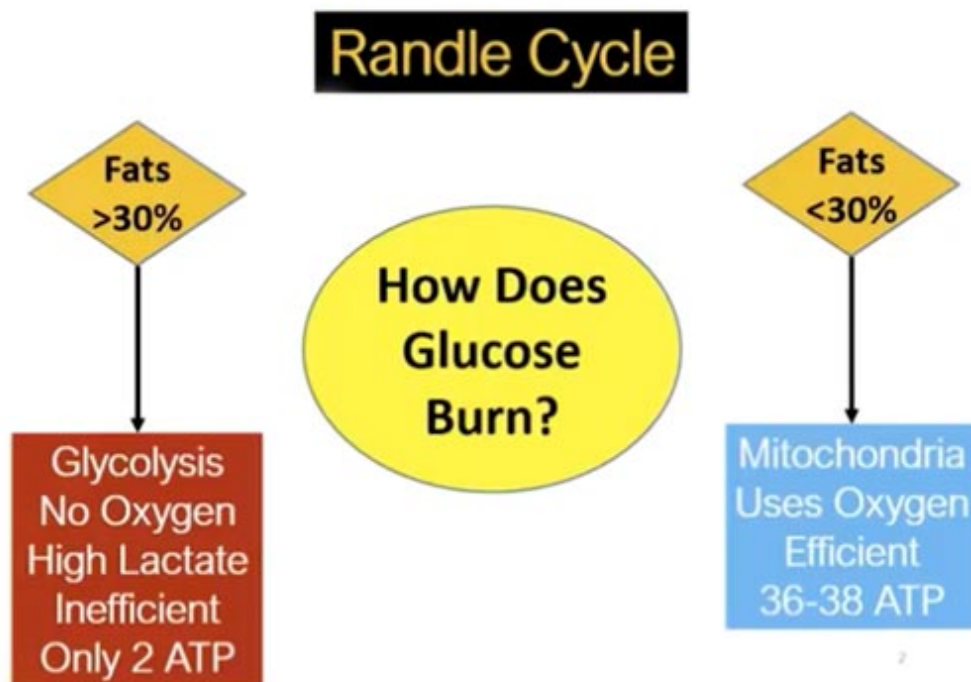 Randle Cycle
Fats
>30%
Fats
<30%
How Does
Glucose
Burn?
Glycolysis
No Oxygen
High Lactate
Inefficient
Only 2 ATP
Mitochondria
Uses Oxygen
Efficient
36-38 ATP
2